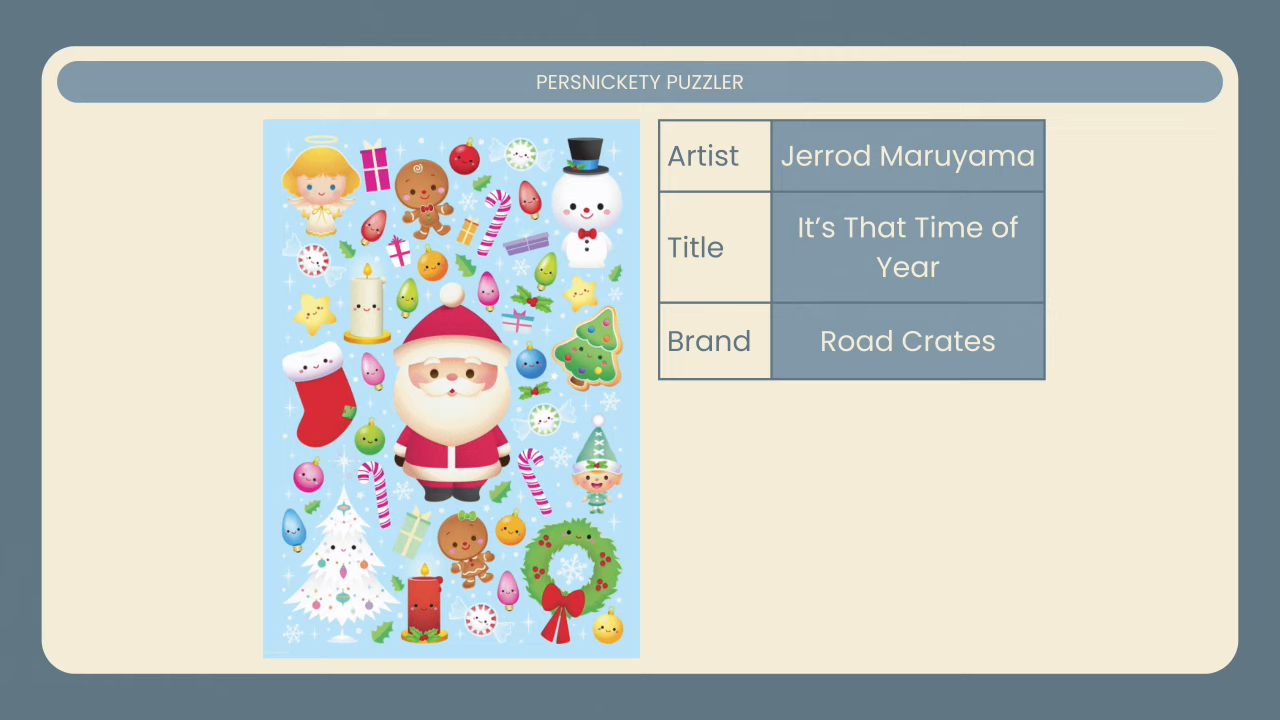 PERSNICKETY PUZZLER
Artist
Jerrod Maruyama
Title
It’s That Time of
Year
Brand
Road Crates